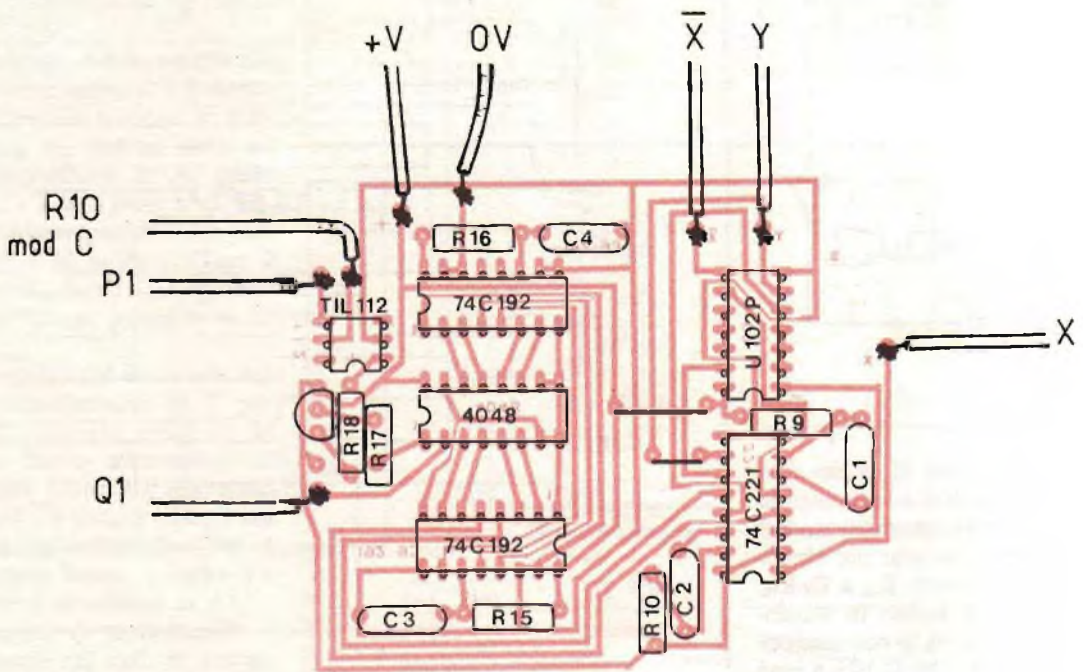 +V
0V
X̅
Y
R10
mod C
P1
R16
C4
TIL 112
74C192
U102P
X
4048
R18
R17
R9
C1
Q1
74C192
74C221
C3
R15
R10
C2